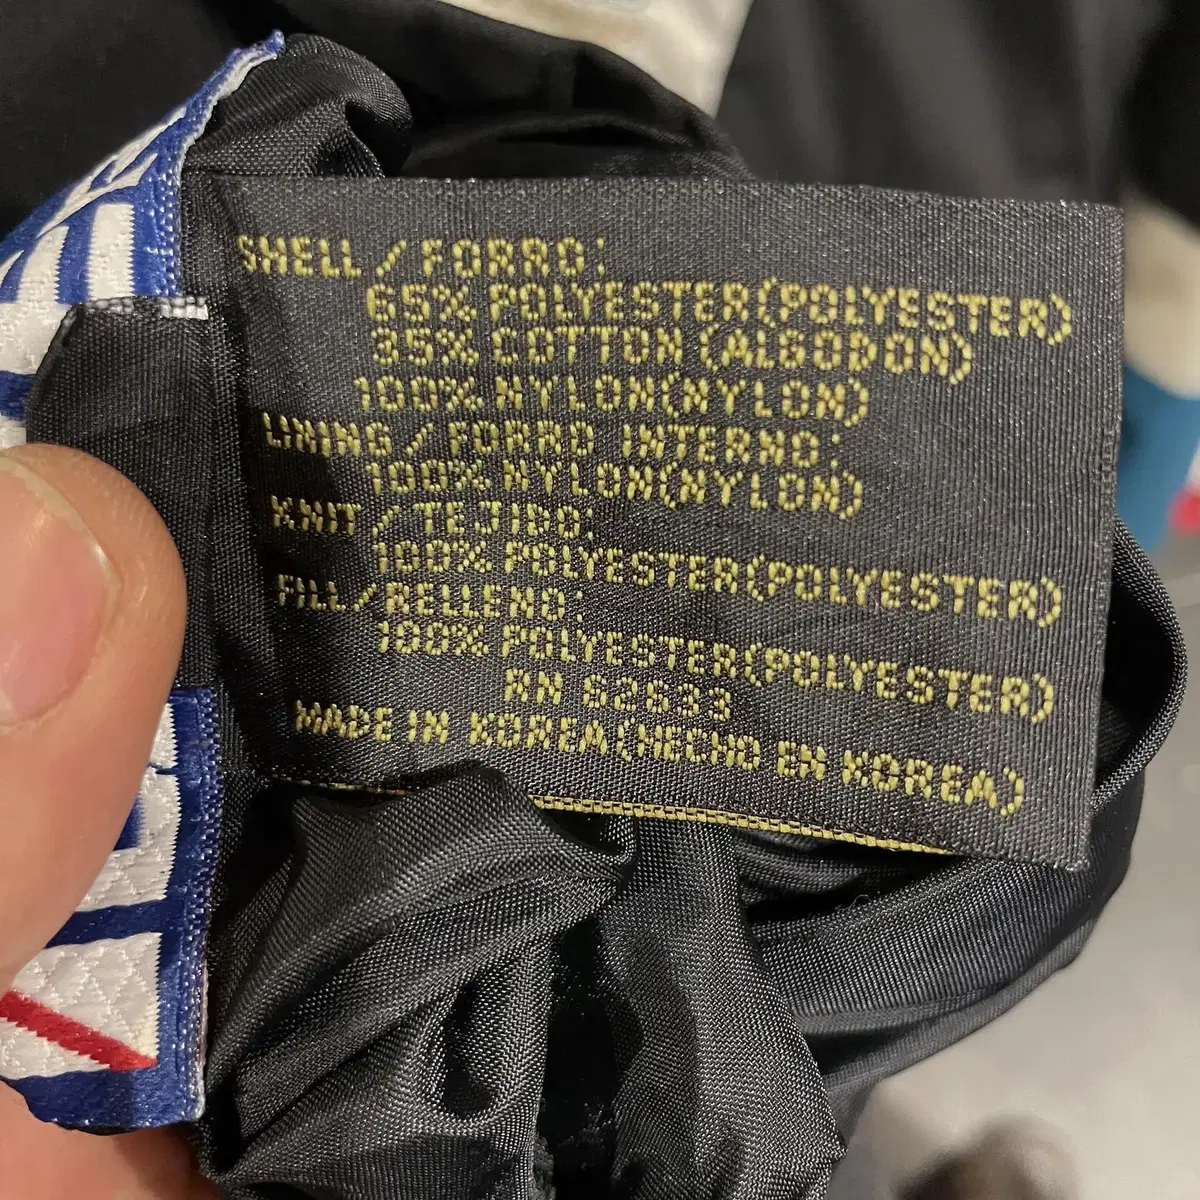 SHELL / FORRO:
65% POLYESTER(POLYESTER)
35% COTTON (ALGODON)
100% NYLON(NYLON)
LINING / FORRO INTERNO:
100% NYLON(NYLON)
KNIT / TEJIDO:
100% POLYESTER(POLYESTER)
FILL/RELLENO:
100% POLYESTER(POLYESTER)
RN 52633
MADE IN KOREA(HECHO EN KOREA)